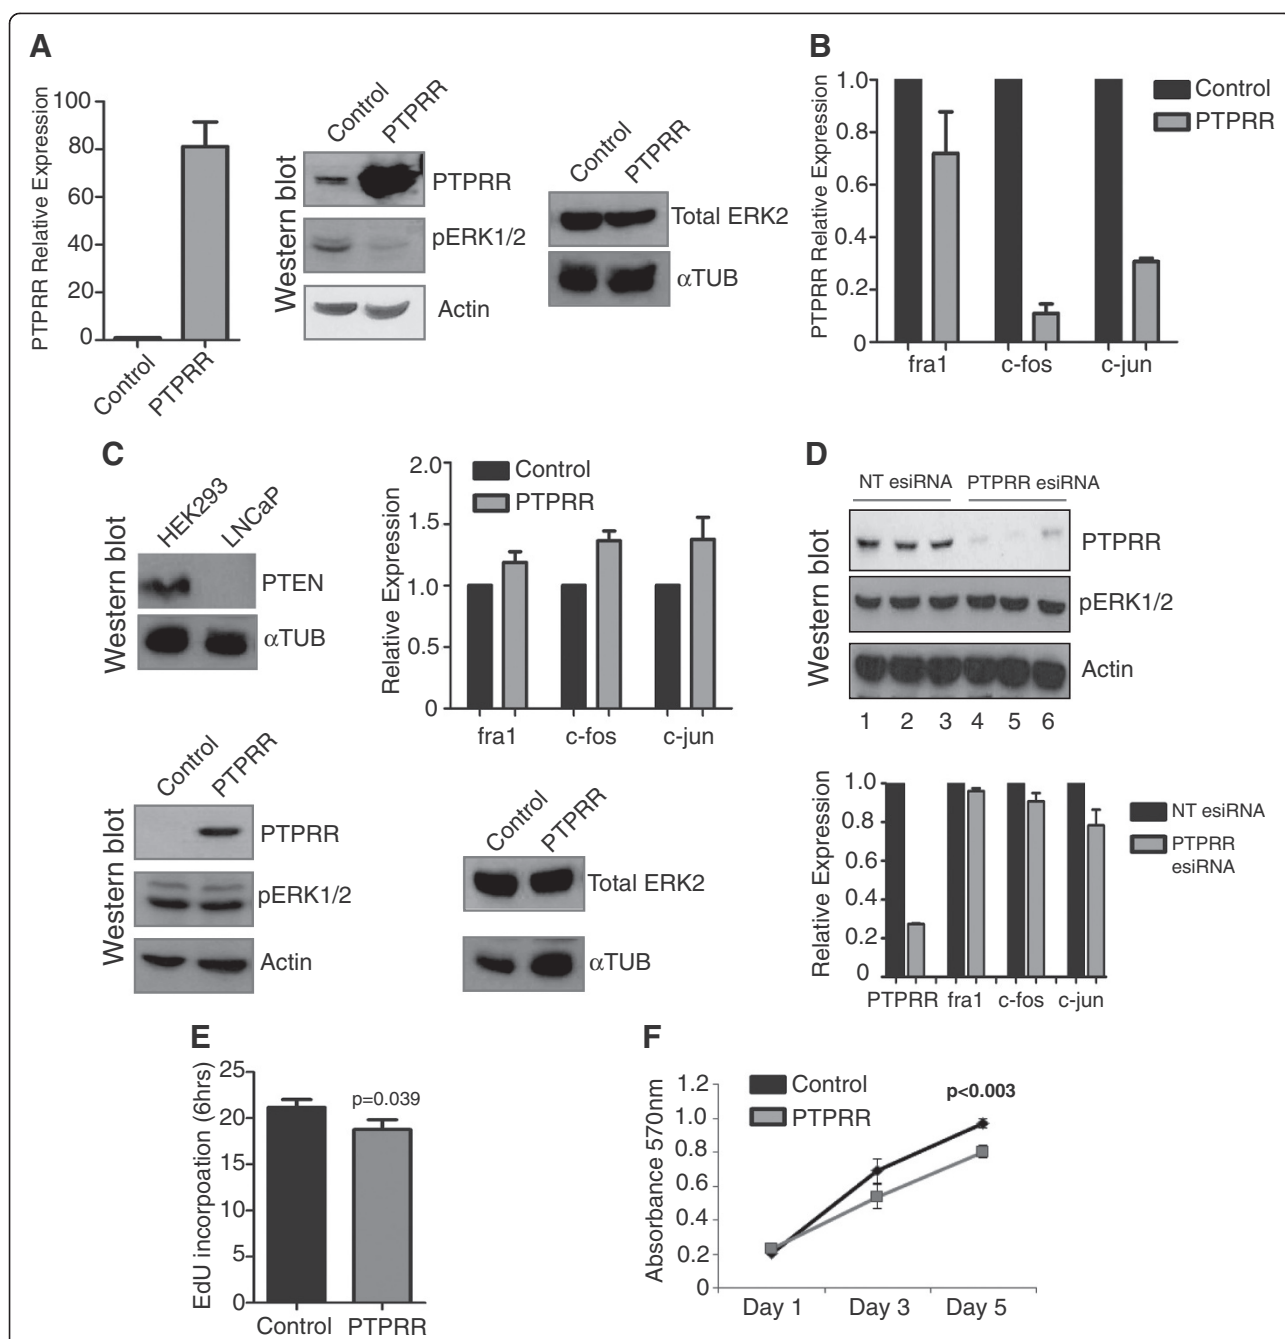 A
PTPRR Relative Expression
100
80
60
40
20
0
Control
PTPRR
Western blot
Control
PTPRR
PTPRR
pERK1/2
Actin
Control
PTPRR
Total ERK2
αTUB
B
PTPRR Relative Expression
1.0
0.8
0.6
0.4
0.2
0
fra1
c-fos
c-jun
Control
PTPRR
C
Western blot
HEK293
LNCaP
PTEN
αTUB
Relative Expression
2.0
1.5
1.0
0.5
0
Control
PTPRR
fra1
c-fos
c-jun
Western blot
Control
PTPRR
PTPRR
pERK1/2
Actin
Control
PTPRR
Total ERK2
αTUB
D
NT esiRNA
PTPRR esiRNA
Western blot
PTPRR
pERK1/2
Actin
1 2 3 4 5 6
Relative Expression
1.0
0.8
0.6
0.4
0.2
0
PTPRR
fra1
c-fos
c-jun
NT esiRNA
PTPRR
esiRNA
E
EdU incorpoation (6hrs)
25
20
15
10
5
0
p=0.039
Control
PTPRR
F
Absorbance 570nm
1.2
1.0
0.8
0.6
0.4
0.2
0
Control
PTPRR
p<0.003
Day 1
Day 3
Day 5